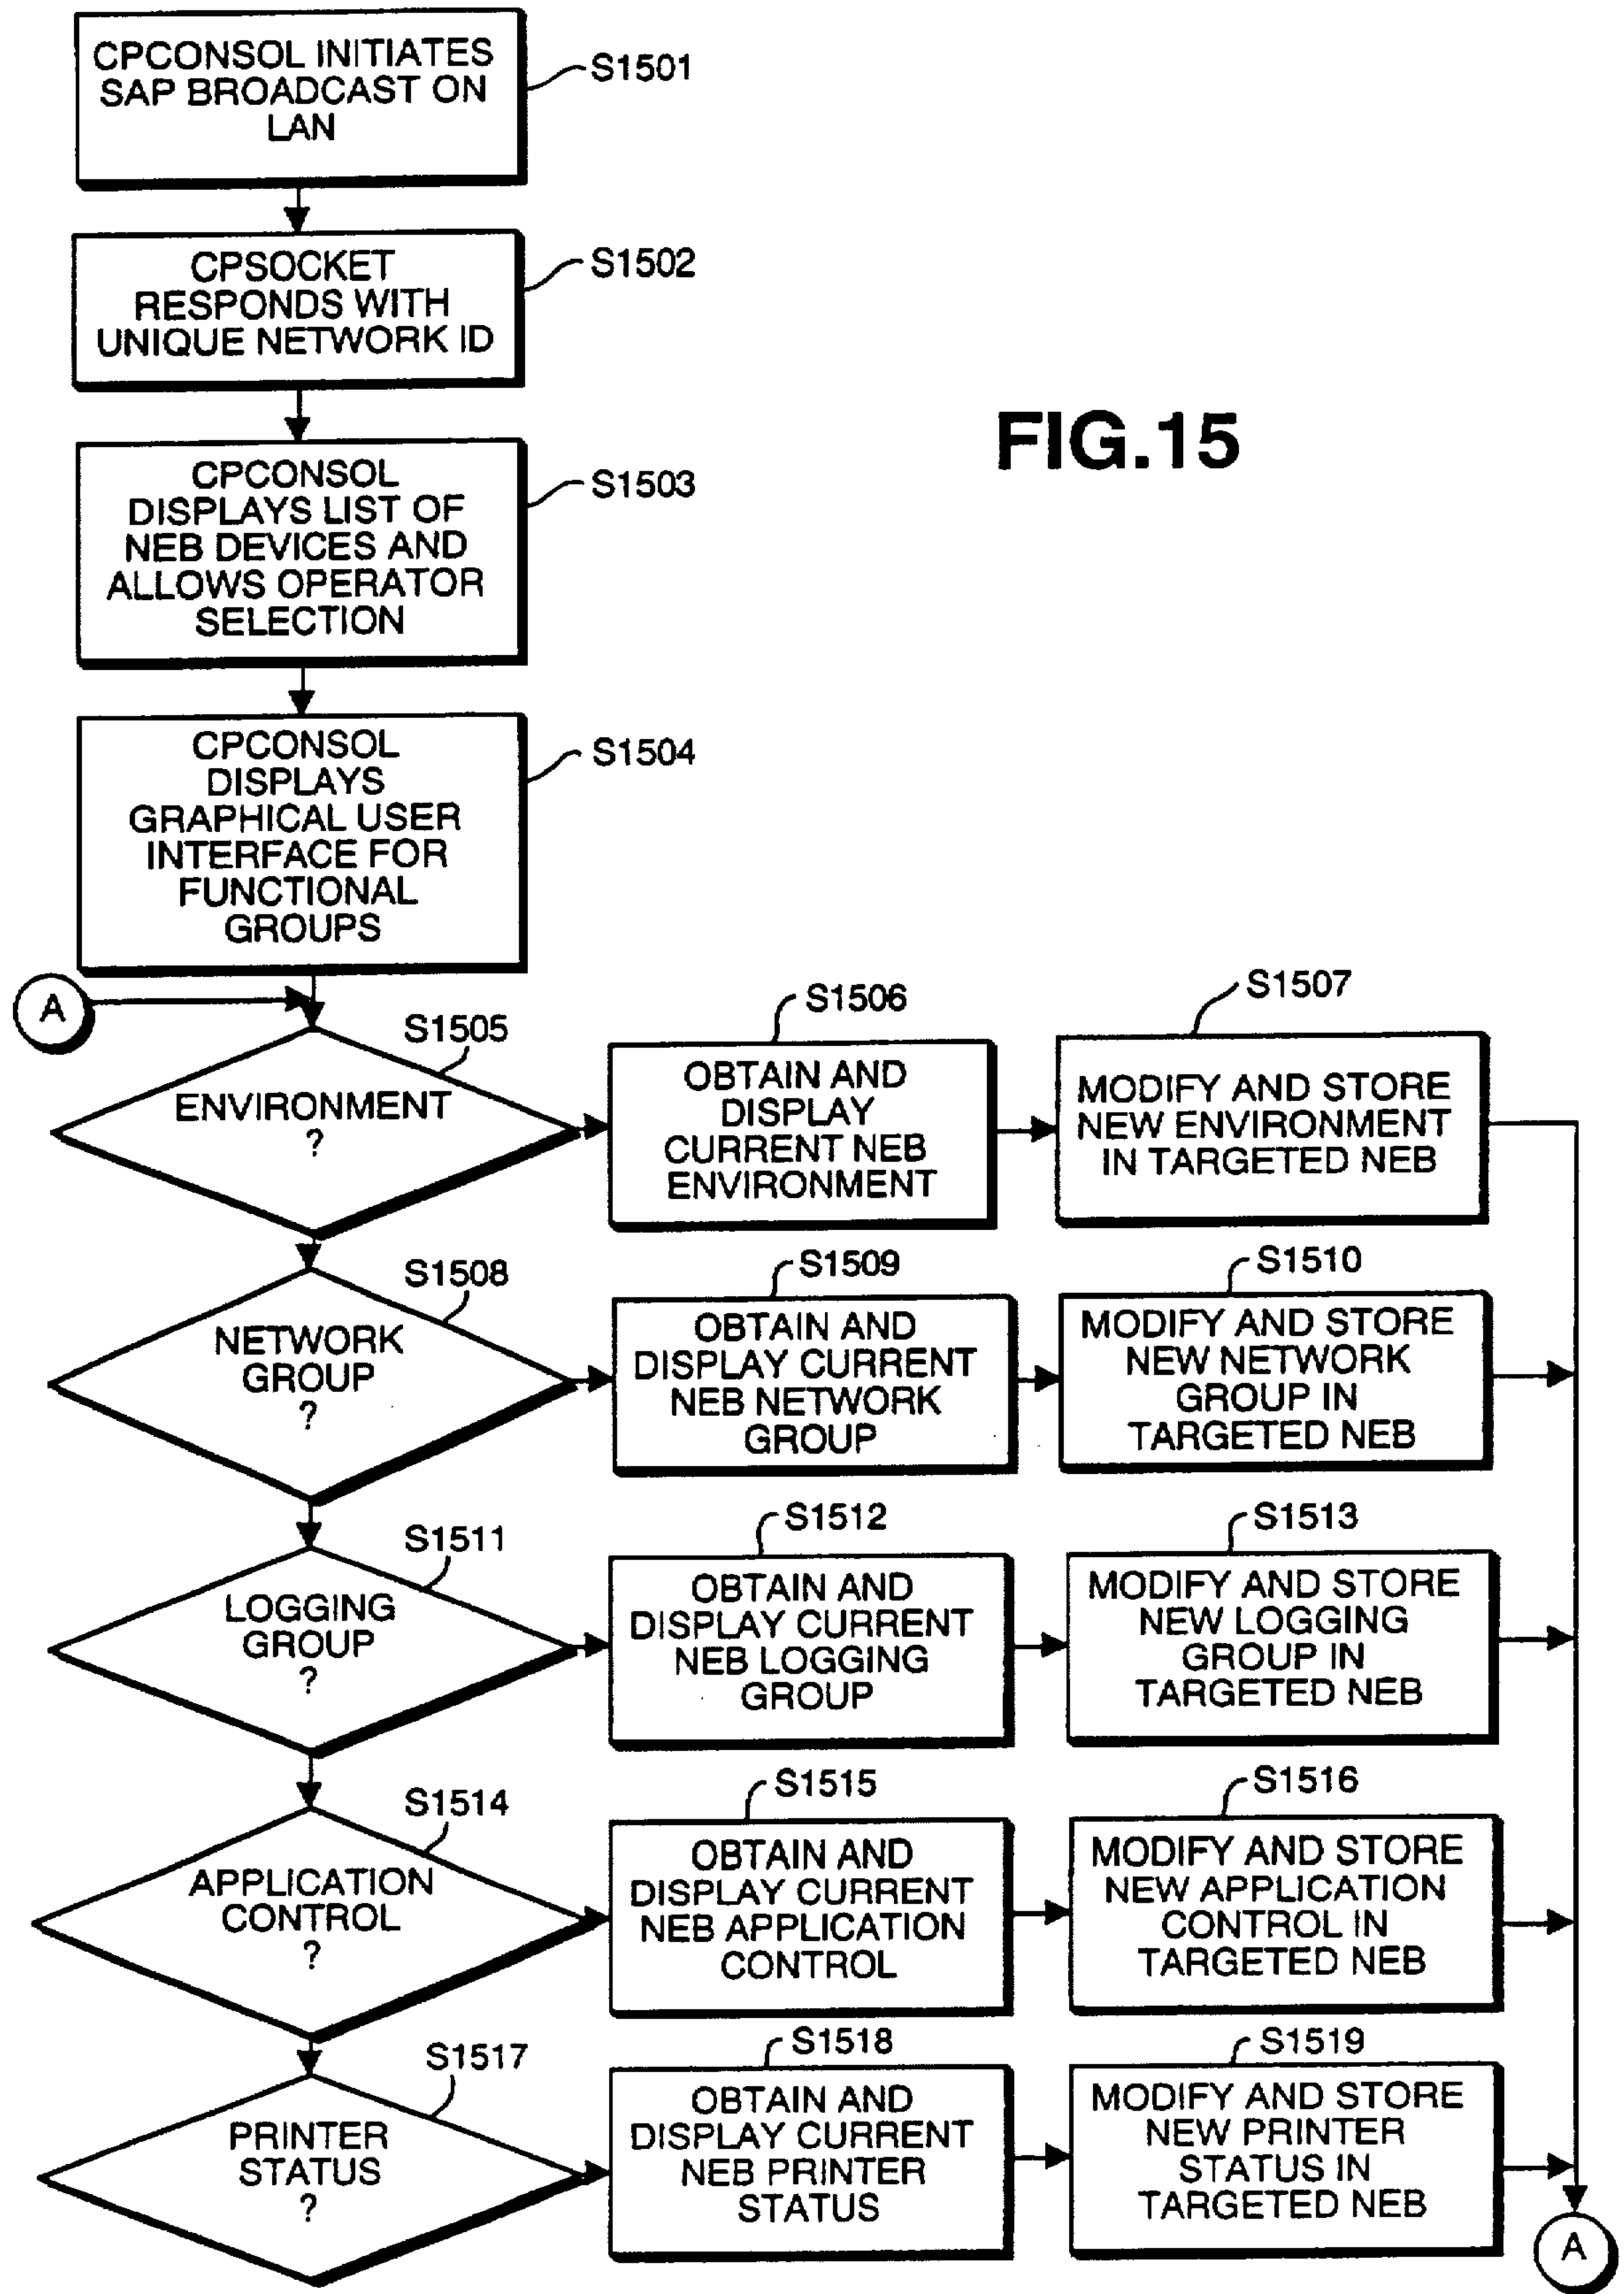 CPCONSOL INITIATES
SAP BROADCAST ON
LAN
S1501
CPSOCKET
RESPONDS WITH
UNIQUE NETWORK ID
S1502
FIG.15
CPCONSOL
DISPLAYS LIST OF
NEB DEVICES AND
ALLOWS OPERATOR
SELECTION
S1503
CPCONSOL
DISPLAYS
GRAPHICAL USER
INTERFACE FOR
FUNCTIONAL
GROUPS
S1504
A
S1505
ENVIRONMENT
?
S1506
OBTAIN AND
DISPLAY
CURRENT NEB
ENVIRONMENT
S1507
MODIFY AND STORE
NEW ENVIRONMENT
IN TARGETED NEB
S1508
NETWORK
GROUP
?
S1509
OBTAIN AND
DISPLAY CURRENT
NEB NETWORK
GROUP
S1510
MODIFY AND STORE
NEW NETWORK
GROUP IN
TARGETED NEB
S1511
LOGGING
GROUP
?
S1512
OBTAIN AND
DISPLAY CURRENT
NEB LOGGING
GROUP
S1513
MODIFY AND STORE
NEW LOGGING
GROUP IN
TARGETED NEB
S1514
APPLICATION
CONTROL
?
S1515
OBTAIN AND
DISPLAY CURRENT
NEB APPLICATION
CONTROL
S1516
MODIFY AND STORE
NEW APPLICATION
CONTROL IN
TARGETED NEB
S1517
PRINTER
STATUS
?
S1518
OBTAIN AND
DISPLAY CURRENT
NEB PRINTER
STATUS
S1519
MODIFY AND STORE
NEW PRINTER
STATUS IN
TARGETED NEB
A